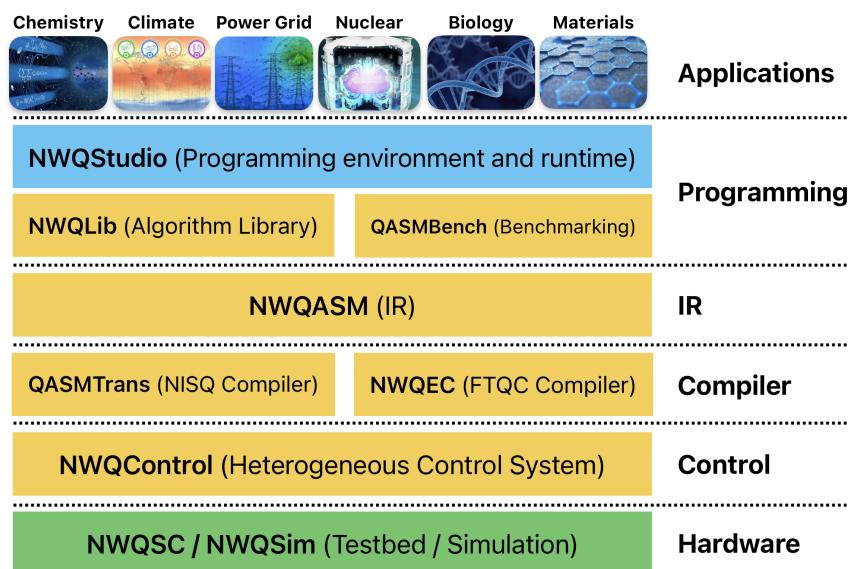 Chemistry Climate Power Grid Nuclear Biology Materials
Applications
NWQStudio (Programming environment and runtime)
Programming
NWQLib (Algorithm Library) QASMBench (Benchmarking)
NWQASM (IR) IR
QASMTrans (NISQ Compiler) NWQEC (FTQC Compiler) Compiler
NWQControl (Heterogeneous Control System) Control
NWQSC / NWQSim (Testbed / Simulation) Hardware